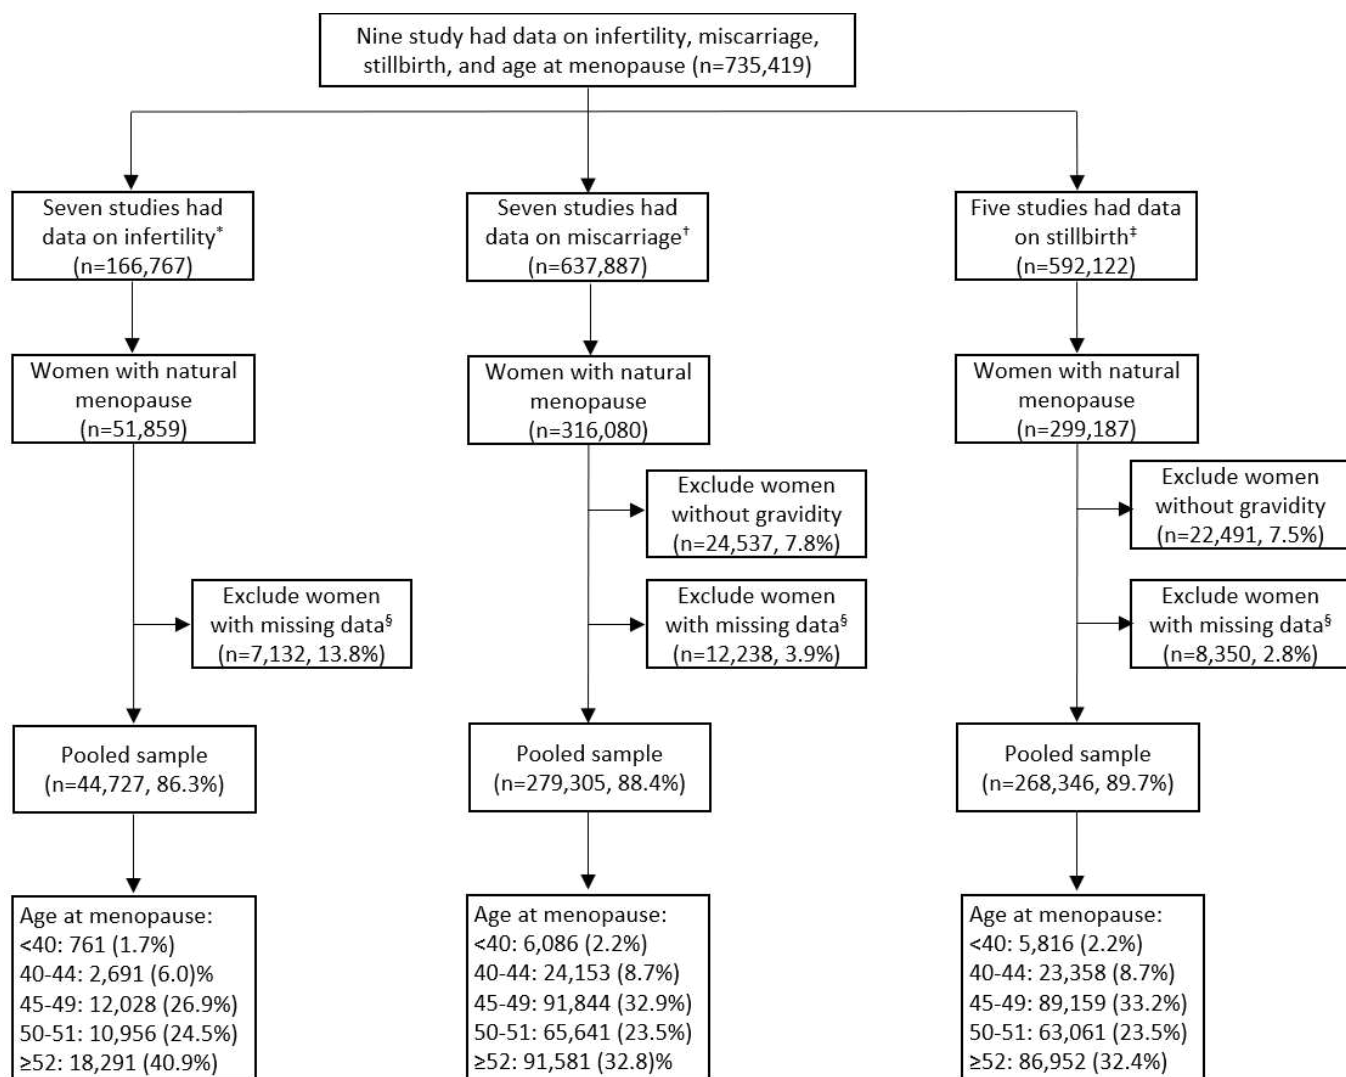 Nine study had data on infertility, miscarriage,
stillbirth, and age at menopause (n=735,419)
Seven studies had
data on infertility*
(n=166,767)
Seven studies had
data on miscarriage†
(n=637,887)
Five studies had data
on stillbirth‡
(n=592,122)
Women with natural
menopause
(n=51,859)
Women with natural
menopause
(n=316,080)
Women with natural
menopause
(n=299,187)
Exclude women
without gravidity
(n=24,537, 7.8%)
Exclude women
without gravidity
(n=22,491, 7.5%)
Exclude women
with missing data§
(n=7,132, 13.8%)
Exclude women
with missing data§
(n=12,238, 3.9%)
Exclude women
with missing data§
(n=8,350, 2.8%)
Pooled sample
(n=44,727, 86.3%)
Pooled sample
(n=279,305, 88.4%)
Pooled sample
(n=268,346, 89.7%)
Age at menopause:
<40: 761 (1.7%)
40-44: 2,691 (6.0)%
45-49: 12,028 (26.9%)
50-51: 10,956 (24.5%)
≥52: 18,291 (40.9%)
Age at menopause:
<40: 6,086 (2.2%)
40-44: 24,153 (8.7%)
45-49: 91,844 (32.9%)
50-51: 65,641 (23.5%)
≥52: 91,581 (32.8)%
Age at menopause:
<40: 5,816 (2.2%)
40-44: 23,358 (8.7%)
45-49: 89,159 (33.2%)
50-51: 63,061 (23.5%)
≥52: 86,952 (32.4%)